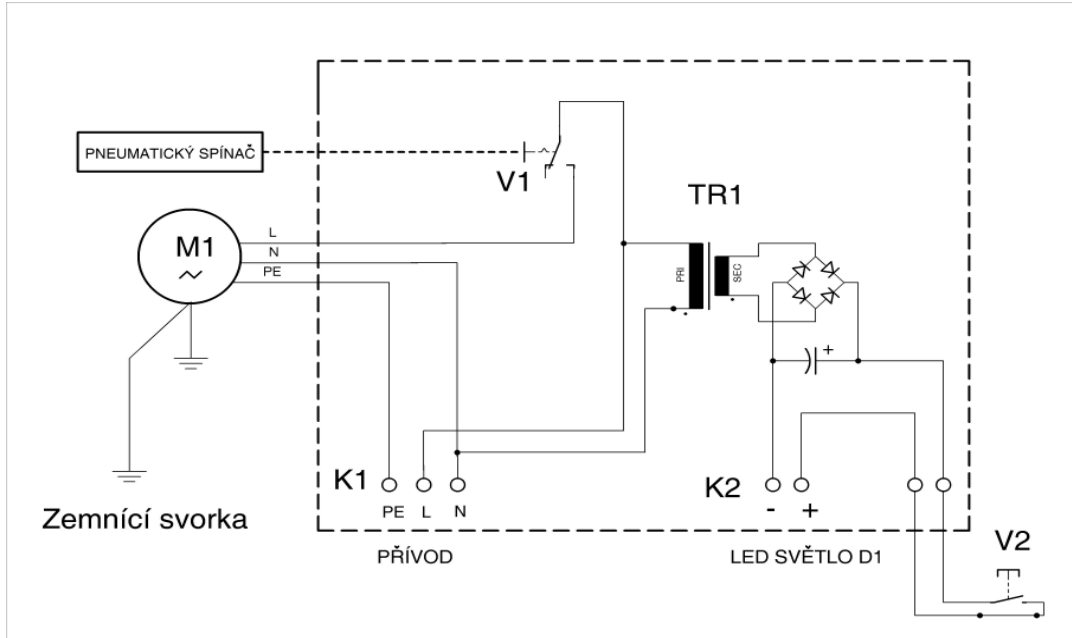 PNEUMATICKÝ SPÍNAČ
V1
TR1
M1
~
L
N
PE
PRI
SEC
+
K1
PE L N
K2
- +
Zemnící svorka
PŘÍVOD
LED SVĚTLO D1
V2